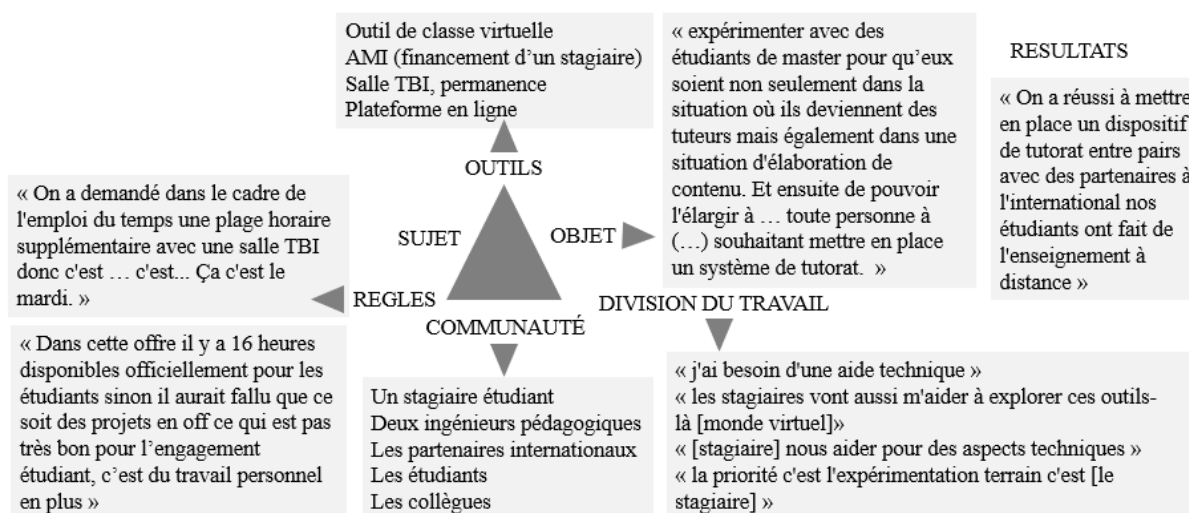 Outil de classe virtuelle
AMI (financement d’un stagiaire)
Salle TBI, permanence
Plateforme en ligne
« expérimenter avec des
étudiants de master pour qu’eux
soient non seulement dans la
situation où ils deviennent des
tuteurs mais également dans une
situation d'élaboration de
contenu. Et ensuite de pouvoir
l'élargir à … toute personne à
(…) souhaitant mettre en place
un système de tutorat. »
RESULTATS
« On a réussi à mettre
en place un dispositif
de tutorat entre pairs
avec des partenaires à
l'international nos
étudiants ont fait de
l'enseignement à
distance »
OUTILS
SUJET
OBJET
« On a demandé dans le cadre de
l'emploi du temps une plage horaire
supplémentaire avec une salle TBI
donc c'est … c'est... Ça c'est le
mardi. »
REGLES
COMMUNAUTÉ
DIVISION DU TRAVAIL
« Dans cette offre il y a 16 heures
disponibles officiellement pour les
étudiants sinon il aurait fallu que ce
soit des projets en off ce qui est pas
très bon pour l’engagement
étudiant, c’est du travail personnel
en plus »
Un stagiaire étudiant
Deux ingénieurs pédagogiques
Les partenaires internationaux
Les étudiants
Les collègues
« j'ai besoin d'une aide technique »
« les stagiaires vont aussi m'aider à explorer ces outils-
là [monde virtuel]»
« [stagiaire] nous aider pour des aspects techniques »
« la priorité c'est l'expérimentation terrain c'est [le
stagiaire] »